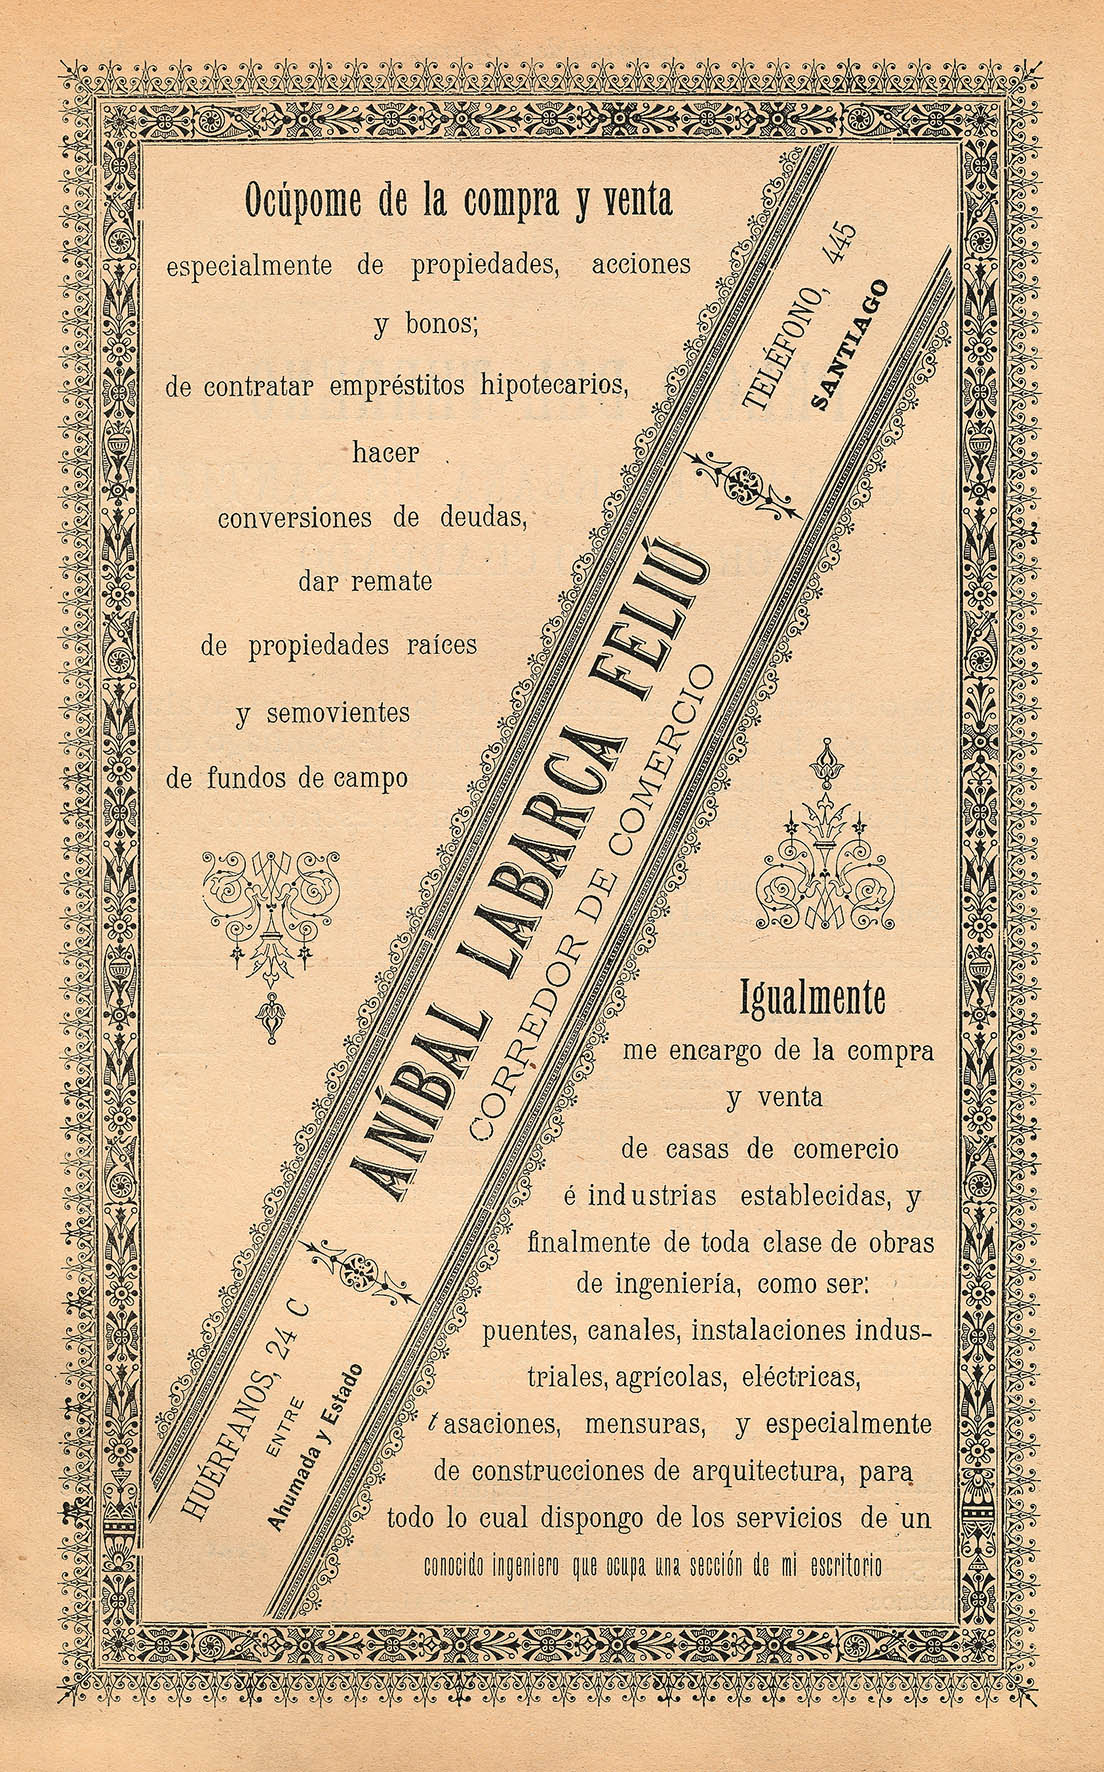 Ocúpome de la compra y venta
especialmente de propiedades, acciones
y bonos;
de contratar empréstitos hipotecarios,
hacer
conversiones de deudas,
dar remate
de propiedades raíces
y semovientes
de fundos de campo
HUÉRFANOS, 24 C
ENTRE
Ahumada y Estado
ANÍBAL LABARCA FELIÚ
CORREDOR DE COMERCIO
TELÉFONO, 445
SANTIAGO
Igualmente
me encargo de la compra
y venta
de casas de comercio
é industrias establecidas, y
finalmente de toda clase de obras
de ingeniería, como ser:
puentes, canales, instalaciones indus-
triales, agrícolas, eléctricas,
tasaciones, mensuras, y especialmente
de construcciones de arquitectura, para
todo lo cual dispongo de los servicios de un
conocido ingeniero que ocupa una sección de mi escritorio